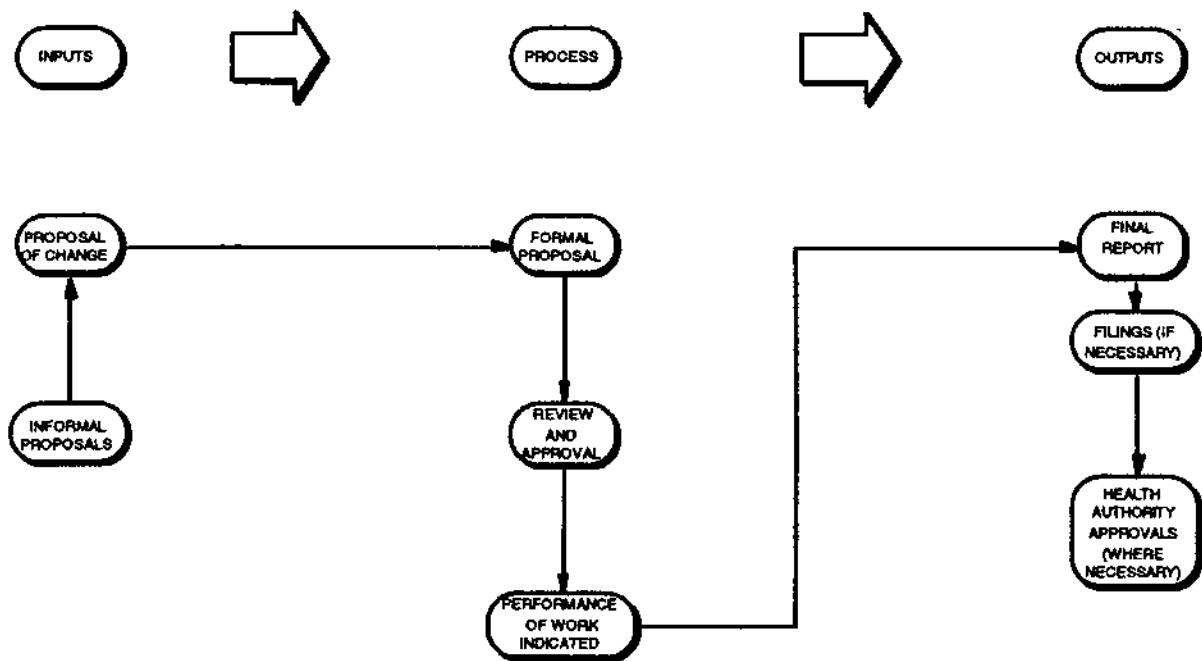 INPUTS
PROCESS
OUTPUTS
PROPOSAL
OF CHANGE
FORMAL
PROPOSAL
FINAL
REPORT
FILINGS (IF
NECESSARY)
INFORMAL
PROPOSALS
REVIEW
AND
APPROVAL
HEALTH
AUTHORITY
APPROVALS
(WHERE
NECESSARY)
PERFORMANCE
OF WORK
INDICATED